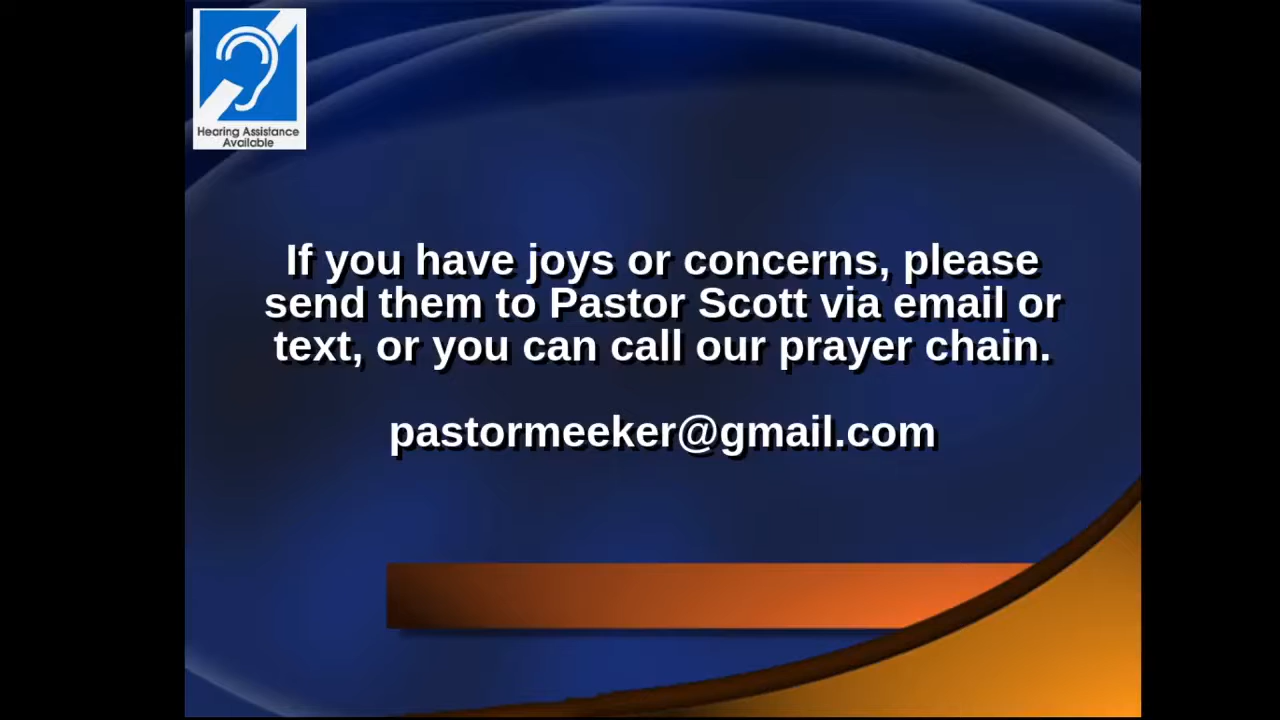 Hearing Assistance
Available
If you have joys or concerns, please
send them to Pastor Scott via email or
text, or you can call our prayer chain.
pastormeeker@gmail.com